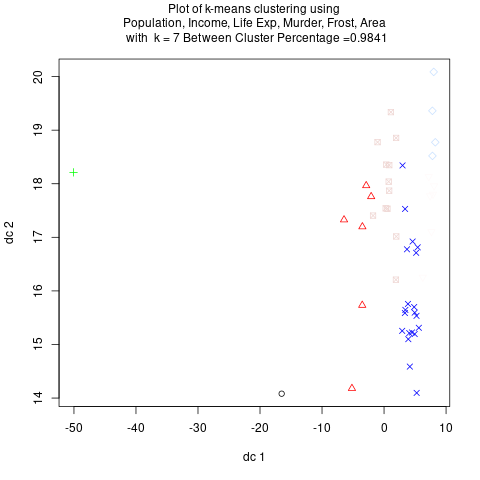 Plot of k-means clustering using
Population, Income, Life Exp, Murder, Frost, Area
with k = 7 Between Cluster Percentage =0.9841
20
19
18
17
16
15
14
dc 2
-50
-40
-30
-20
-10
0
10
dc 1